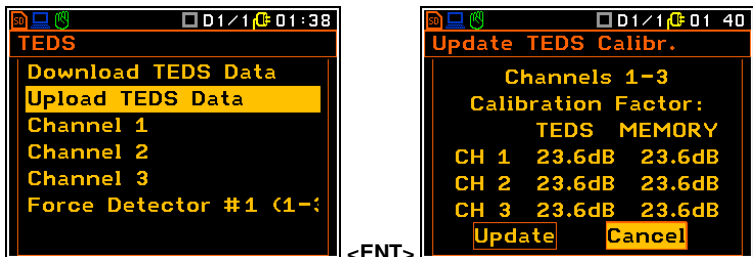 SD D1/1 01:38
TEDS
Download TEDS Data
Upload TEDS Data
Channel 1
Channel 2
Channel 3
Force Detector #1 (1-
<ENT>
SD D1/1 01 40
Update TEDS Calibr.
Channels 1-3
Calibration Factor:
TEDS MEMORY
CH 1 23.6dB 23.6dB
CH 2 23.6dB 23.6dB
CH 3 23.6dB 23.6dB
Update Cancel